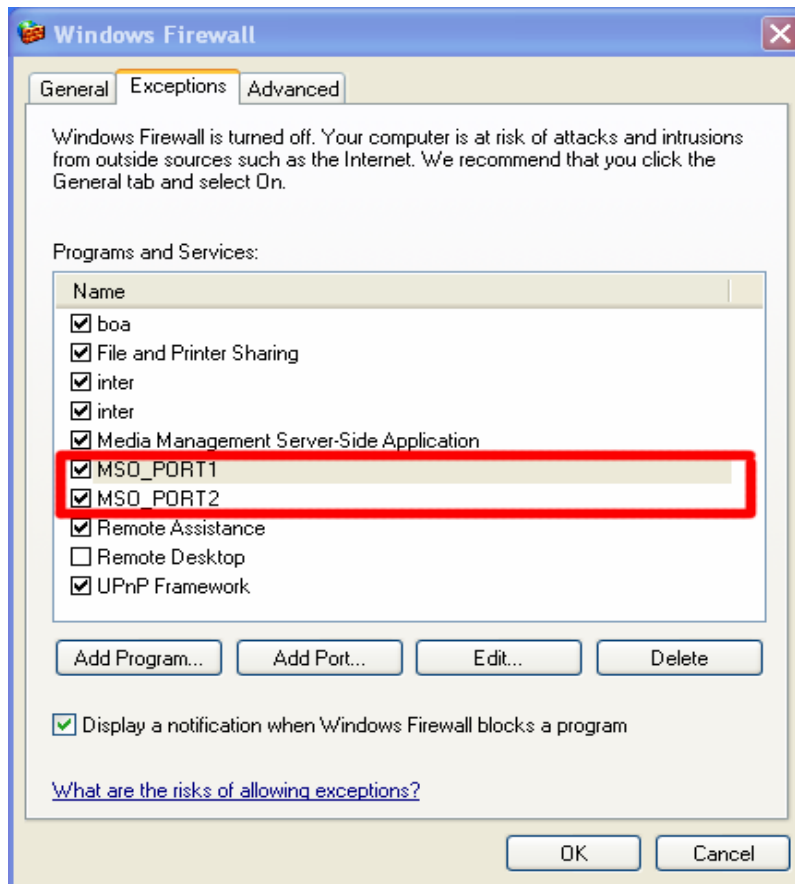 Windows Firewall
General Exceptions Advanced
Windows Firewall is turned off. Your computer is at risk of attacks and intrusions
from outside sources such as the Internet. We recommend that you click the
General tab and select On.
Programs and Services:
Name
boa
File and Printer Sharing
inter
inter
Media Management Server-Side Application
MSO_PORT1
MSO_PORT2
Remote Assistance
Remote Desktop
UPnP Framework
Add Program... Add Port... Edit... Delete
Display a notification when Windows Firewall blocks a program
What are the risks of allowing exceptions?
OK Cancel